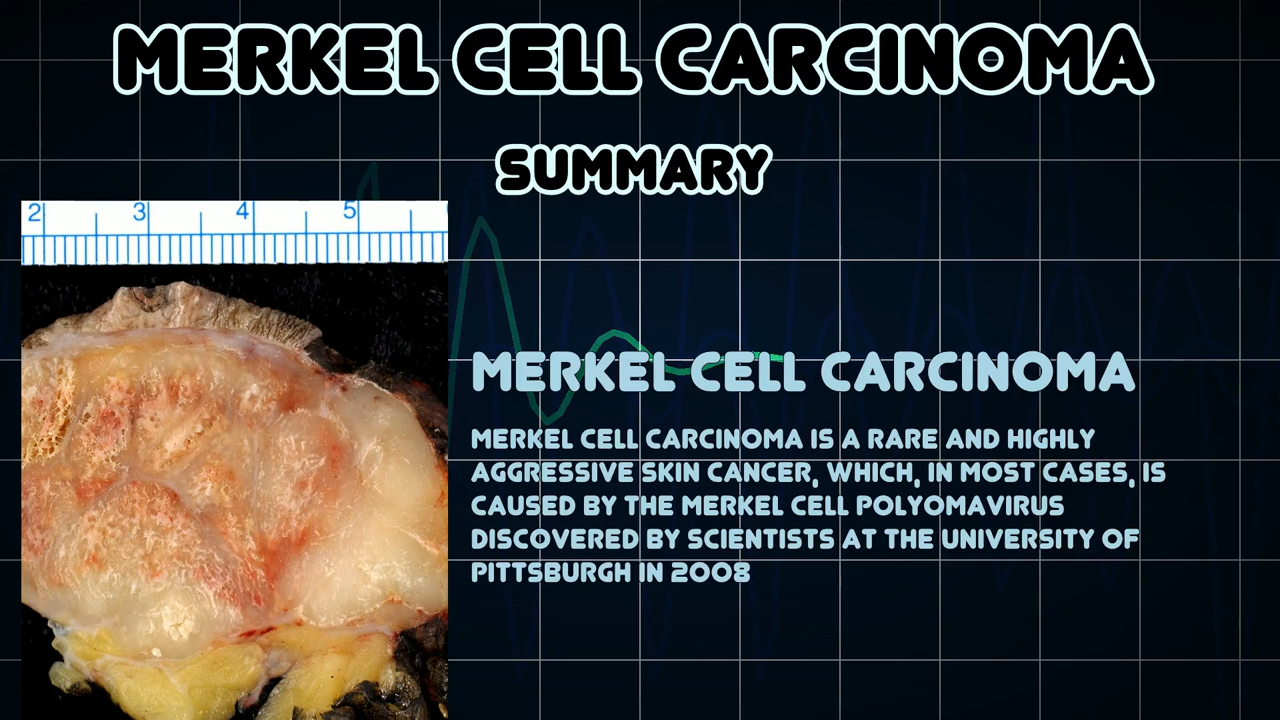 MERKEL CELL CARCINOMA
SUMMARY
2 3 4 5
MERKEL CELL CARCINOMA
MERKEL CELL CARCINOMA IS A RARE AND HIGHLY
AGGRESSIVE SKIN CANCER, WHICH, IN MOST CASES, IS
CAUSED BY THE MERKEL CELL POLYOMAVIRUS
DISCOVERED BY SCIENTISTS AT THE UNIVERSITY OF
PITTSBURGH IN 2008